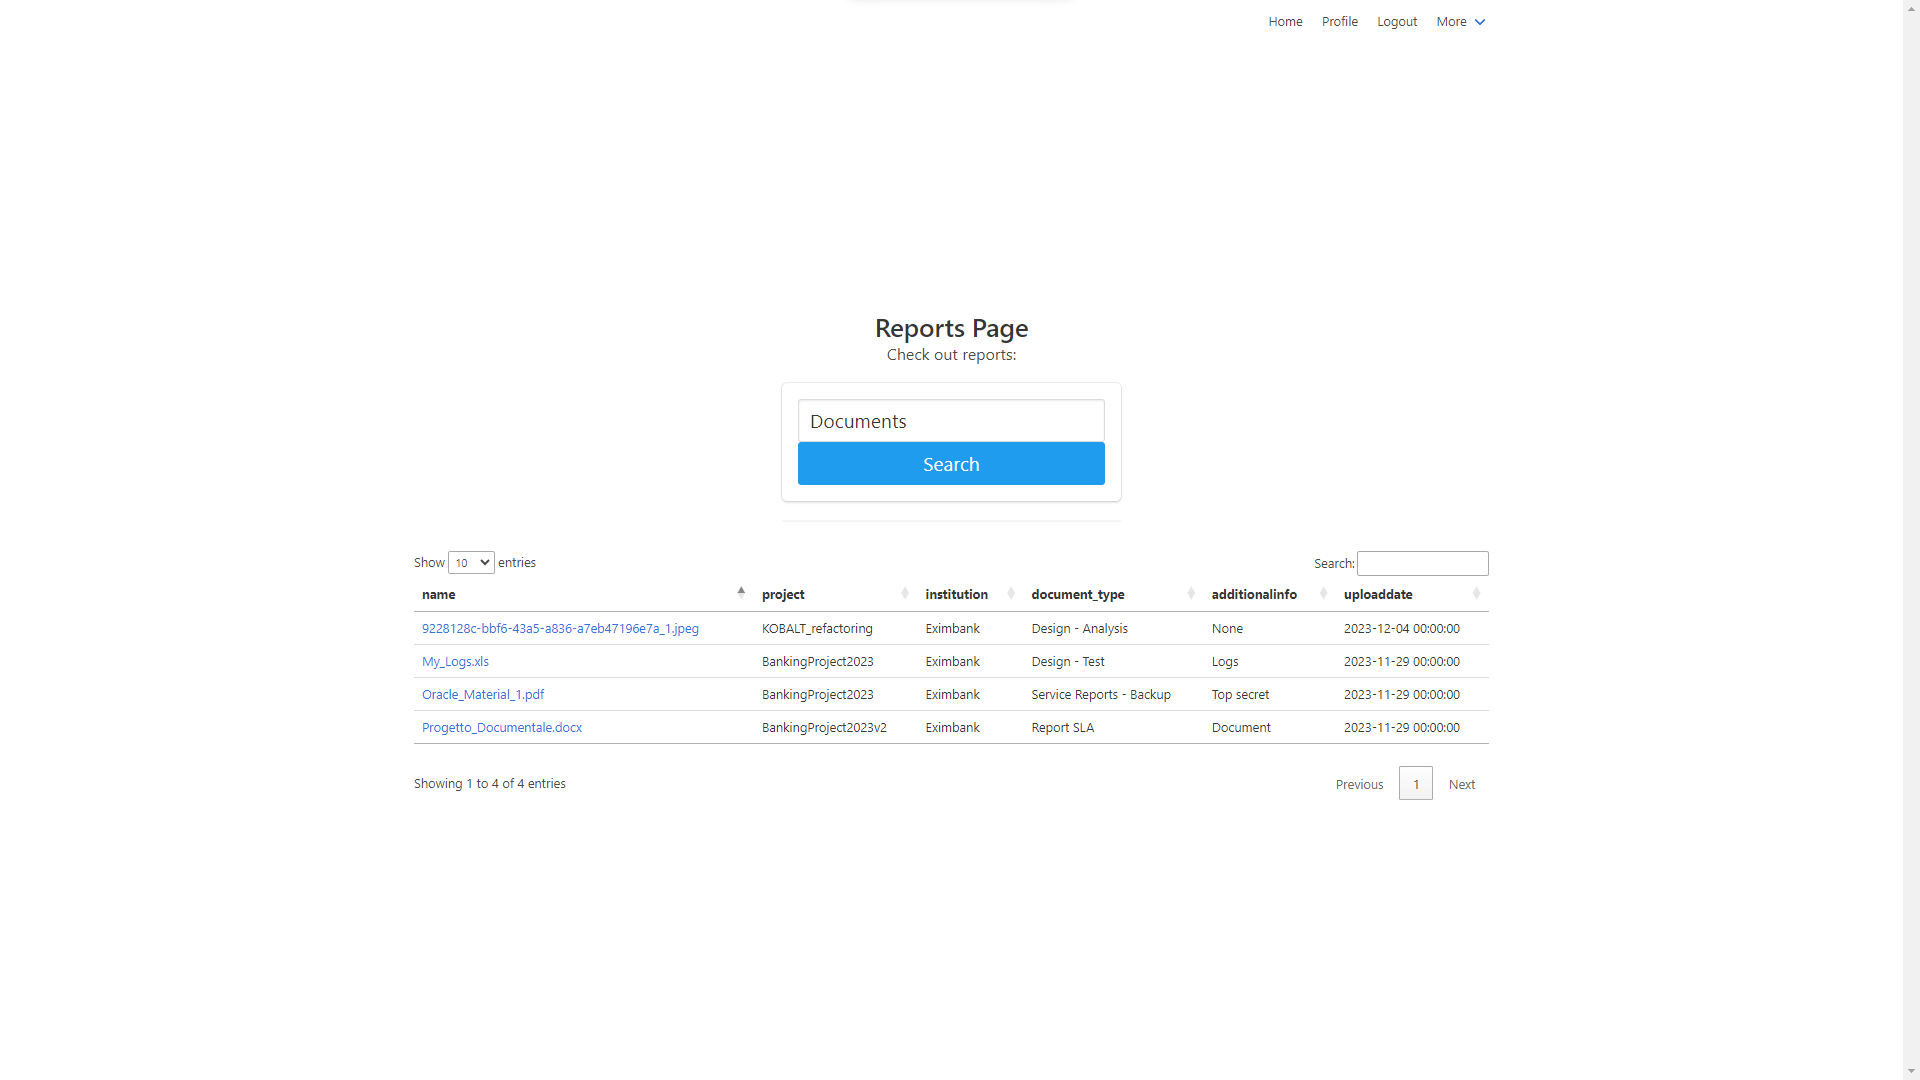 Home Profile Logout More
Reports Page
Check out reports:
Documents
Search
Show 10 entries Search:
name project institution document_type additionalinfo uploaddate
9228128c-bbf6-43a5-a836-a7eb47196e7a_1.jpeg KOBALT_refactoring Eximbank Design - Analysis None 2023-12-04 00:00:00
My_Logs.xls BankingProject2023 Eximbank Design - Test Logs 2023-11-29 00:00:00
Oracle_Material_1.pdf BankingProject2023 Eximbank Service Reports - Backup Top secret 2023-11-29 00:00:00
Progetto_Documentale.docx BankingProject2023v2 Eximbank Report SLA Document 2023-11-29 00:00:00
Showing 1 to 4 of 4 entries Previous 1 Next